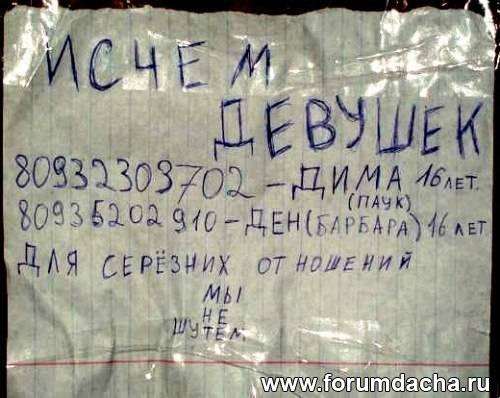 ИСЧЕМ
ДЕВУШЕК
80932309702 – ДИМА 16 ЛЕТ.
(ПАУК)
80935202910 – ДЕН (БАРБАРА) 16 ЛЕТ
ДЛЯ СЕРЁЗНИХ ОТНОШЕНИЙ
МЫ
НЕ
ШУТЕМ
www.forumdacha.ru